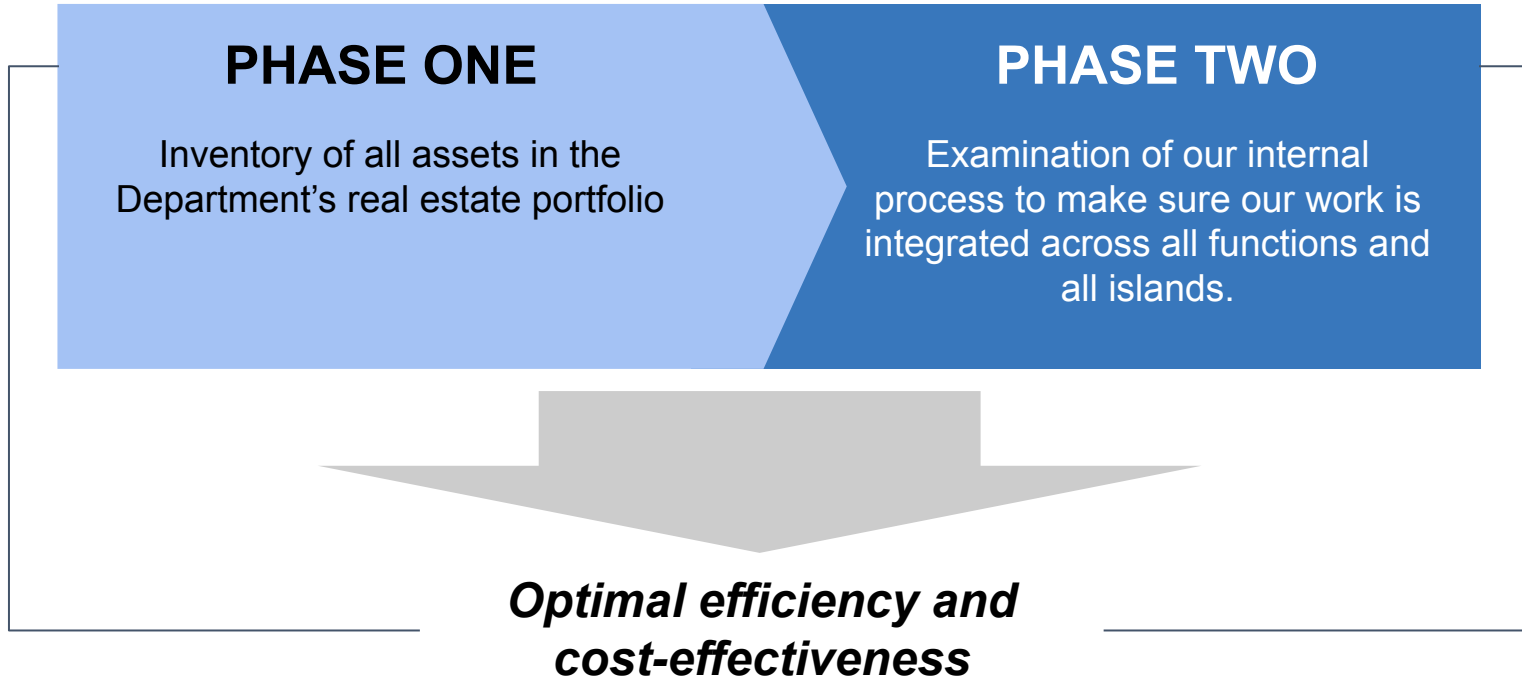 PHASE ONE
Inventory of all assets in the
Department’s real estate portfolio
PHASE TWO
Examination of our internal
process to make sure our work is
integrated across all functions and
all islands.
Optimal efficiency and
cost-effectiveness